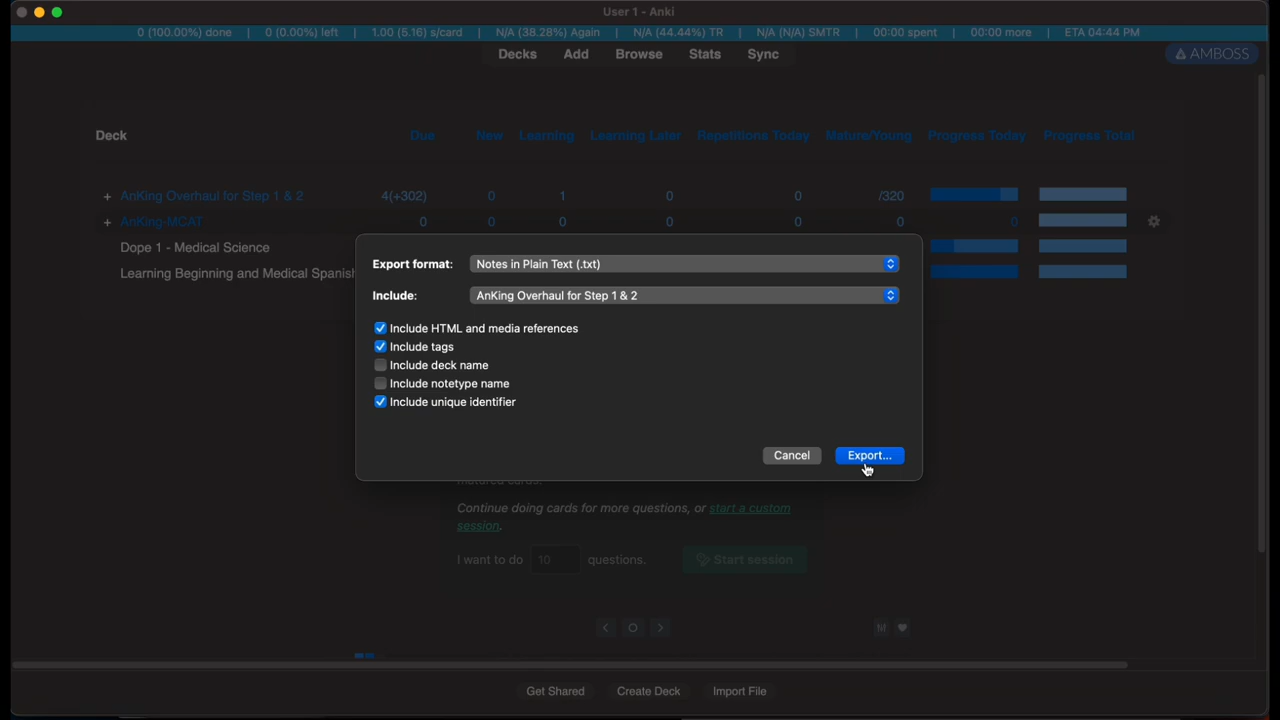 User 1 - Anki
0 (100.00%) done | 0 (0.00%) left | 1.00 (5.16) s/card | N/A (38.28%) Again | N/A (44.44%) TR | N/A (N/A) SMTR | 00:00 spent | 00:00 more | ETA 04:44 PM
Decks Add Browse Stats Sync
AMBOSS
Deck Due New Learning Learning Later Repetitions Today Mature/Young Progress Today Progress Total
+ AnKing Overhaul for Step 1 & 2 4(+302) 0 1 0 0 /320
+ AnKing-MCAT 0 0 0 0 0 0 0
Dope 1 - Medical Science
Learning Beginning and Medical Spanish
Export format: Notes in Plain Text (.txt)
Include: AnKing Overhaul for Step 1 & 2
Include HTML and media references
Include tags
Include deck name
Include notetype name
Include unique identifier
Cancel Export...
matured cards.
Continue doing cards for more questions, or start a custom
session.
I want to do 10 questions. Start session
Get Shared Create Deck Import File